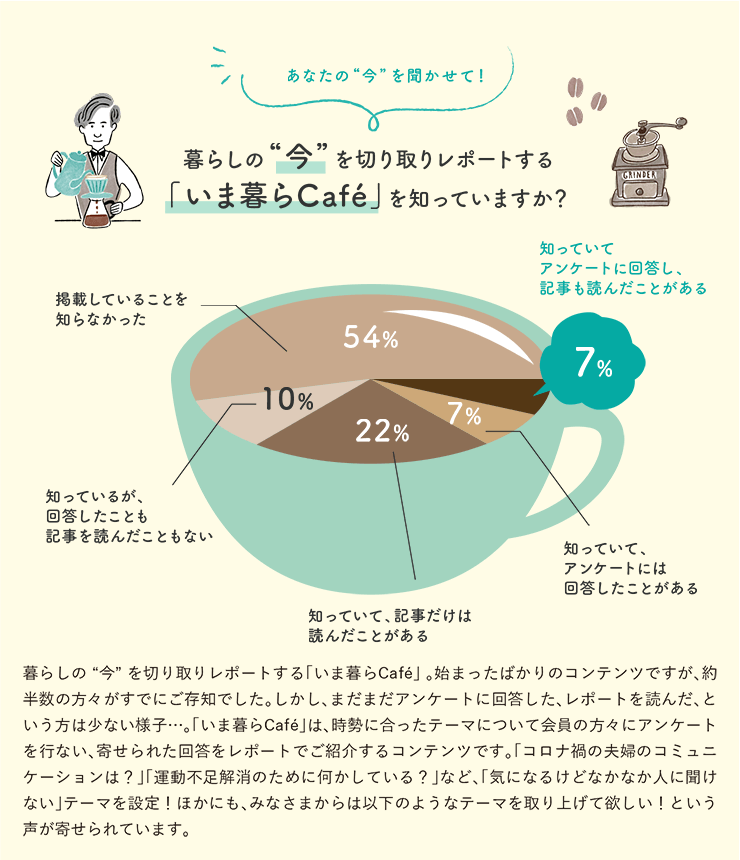 あなたの“今”を聞かせて！
暮らしの“今”を切り取りレポートする
「いま暮らCafé」を知っていますか？
GRINDER
知っていて
アンケートに回答し、
記事も読んだことがある
7%
掲載していることを
知らなかった
54%
10%
22%
7%
知っているが、
回答したことも
記事を読んだこともない
知っていて、
アンケートには
回答したことがある
知っていて、記事だけは
読んだことがある
暮らしの“今”を切り取りレポートする「いま暮らCafé」。始まったばかりのコンテンツですが、約
半数の方々がすでにご存知でした。しかし、まだまだアンケートに回答した、レポートを読んだ、と
いう方は少ない様子…。「いま暮らCafé」は、時勢に合ったテーマについて会員の方々にアンケート
を行ない、寄せられた回答をレポートでご紹介するコンテンツです。「コロナ禍の夫婦のコミュニ
ケーションは？」「運動不足解消のために何かしている？」など、「気になるけどなかなか人に聞け
ない」テーマを設定！ほかにも、みなさまからは以下のようなテーマを取り上げて欲しい！という
声が寄せられています。